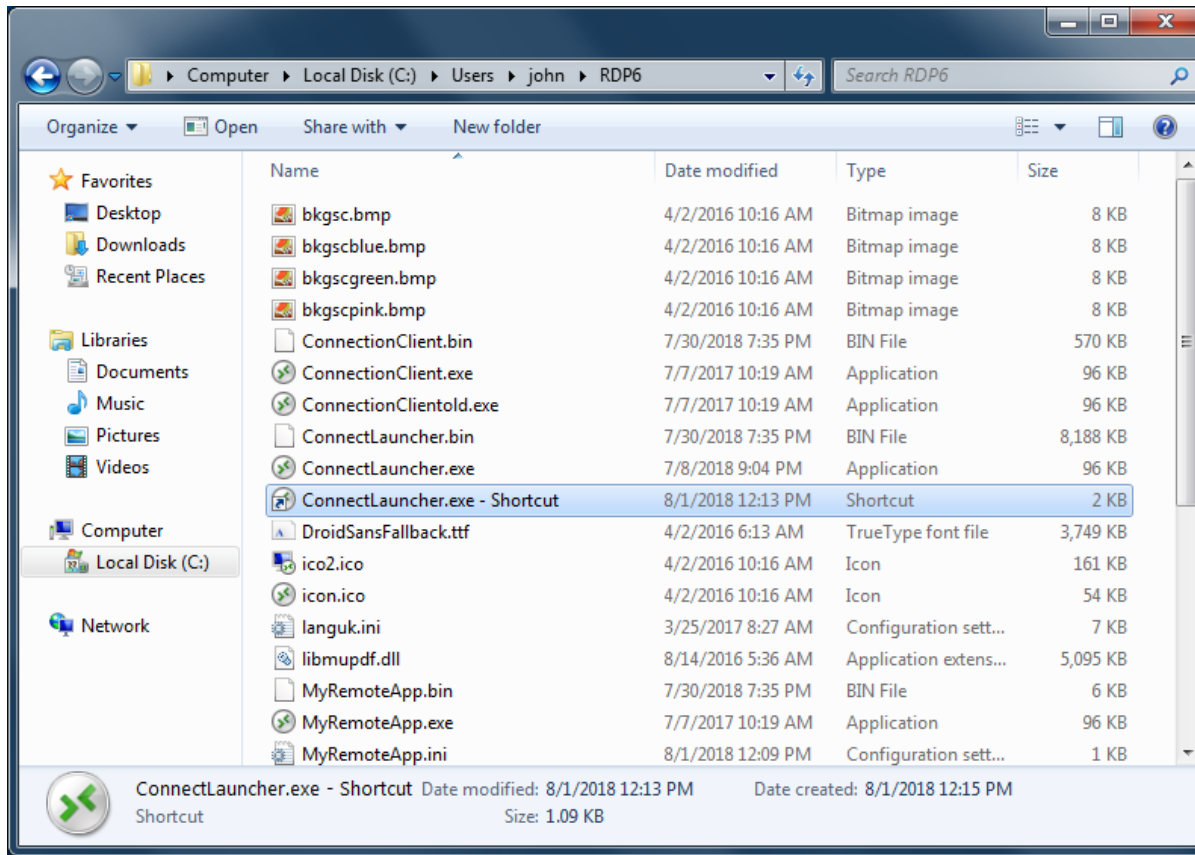 Computer Local Disk (C:) Users john RDP6 Search RDP6
Organize Open Share with New folder
Favorites
Desktop
Downloads
Recent Places
Libraries
Documents
Music
Pictures
Videos
Computer
Local Disk (C:)
Network
Name Date modified Type Size
bkgsc.bmp 4/2/2016 10:16 AM Bitmap image 8 KB
bkgscblue.bmp 4/2/2016 10:16 AM Bitmap image 8 KB
bkgscgreen.bmp 4/2/2016 10:16 AM Bitmap image 8 KB
bkgscpink.bmp 4/2/2016 10:16 AM Bitmap image 8 KB
ConnectionClient.bin 7/30/2018 7:35 PM BIN File 570 KB
ConnectionClient.exe 7/7/2017 10:19 AM Application 96 KB
ConnectionClientold.exe 7/7/2017 10:19 AM Application 96 KB
ConnectLauncher.bin 7/30/2018 7:35 PM BIN File 8,188 KB
ConnectLauncher.exe 7/8/2018 9:04 PM Application 96 KB
ConnectLauncher.exe - Shortcut 8/1/2018 12:13 PM Shortcut 2 KB
DroidSansFallback.ttf 4/2/2016 6:13 AM TrueType font file 3,749 KB
ico2.ico 4/2/2016 10:16 AM Icon 161 KB
icon.ico 4/2/2016 10:16 AM Icon 54 KB
languk.ini 3/25/2017 8:27 AM Configuration sett... 7 KB
libmupdf.dll 8/14/2016 5:36 AM Application extens... 5,095 KB
MyRemoteApp.bin 7/30/2018 7:35 PM BIN File 6 KB
MyRemoteApp.exe 7/7/2017 10:19 AM Application 96 KB
MyRemoteApp.ini 8/1/2018 12:09 PM Configuration sett... 1 KB
ConnectLauncher.exe - Shortcut Date modified: 8/1/2018 12:13 PM Date created: 8/1/2018 12:15 PM
Shortcut Size: 1.09 KB